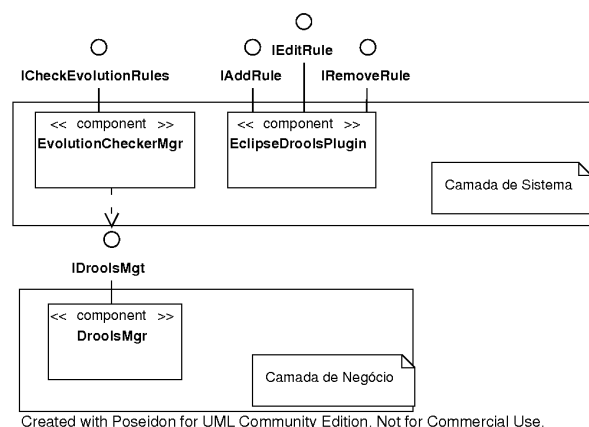 IEditRule
ICheckEvolutionRules
IAddRule
IRemoveRule
<< component >>
EvolutionCheckerMgr
<< component >>
EclipseDroolsPlugin
Camada de Sistema
IDroolsMgt
<< component >>
DroolsMgr
Camada de Negócio
Created with Poseidon for UML Community Edition. Not for Commercial Use.